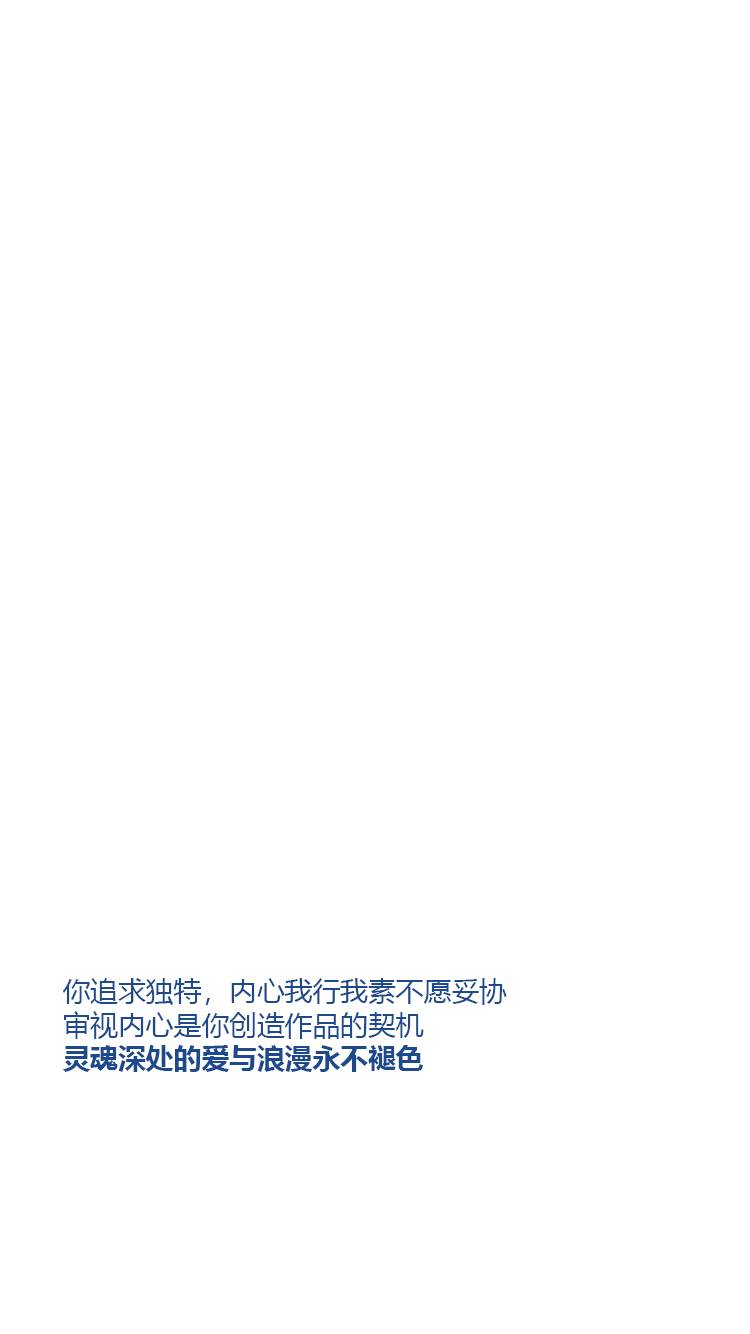 你追求独特，内心我行我素不愿妥协
审视内心是你创造作品的契机
灵魂深处的爱与浪漫永不褪色